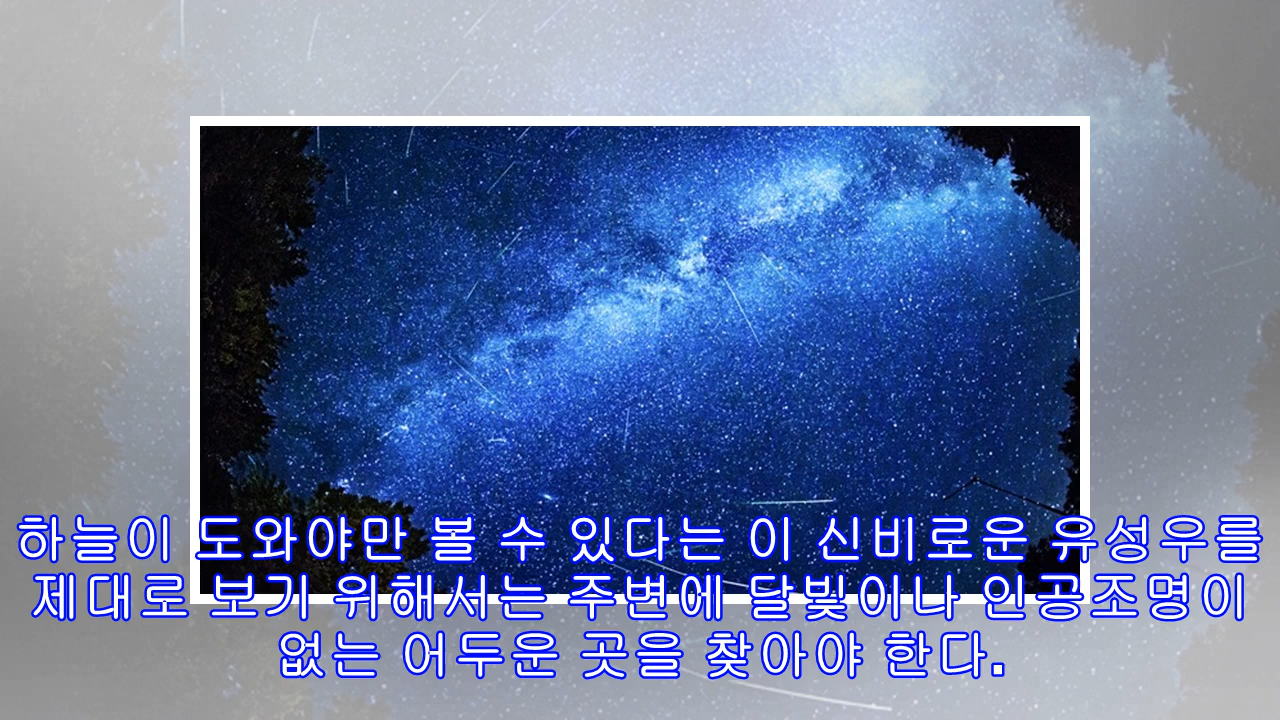 하늘이 도와야만 볼 수 있다는 이 신비로운 유성우를
제대로 보기 위해서는 주변에 달빛이나 인공조명이
없는 어두운 곳을 찾아야 한다.